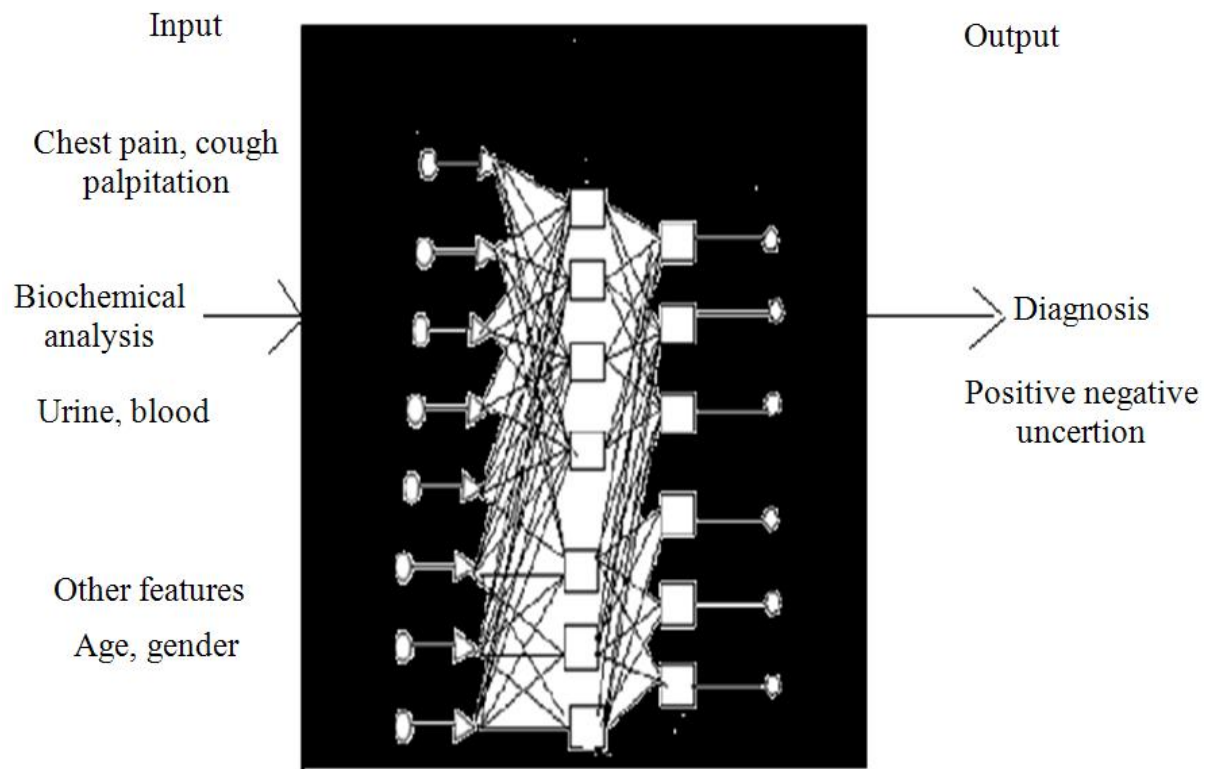 Input
Output
Chest pain, cough
palpitation
Biochemical
analysis
Diagnosis
Urine, blood
Positive negative
uncertion
Other features
Age, gender